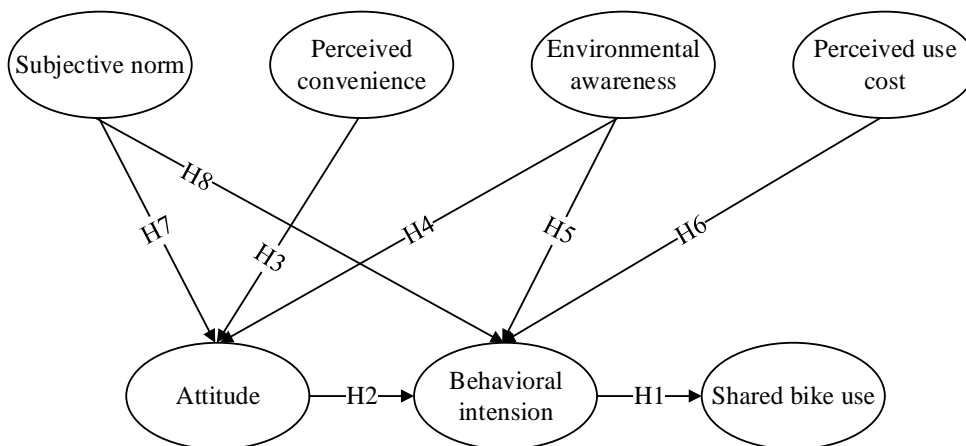 Subjective norm
Perceived
convenience
Environmental
awareness
Perceived use
cost
H8
H7
H3
H4
H5
H6
Attitude
H2
Behavioral
intension
H1
Shared bike use